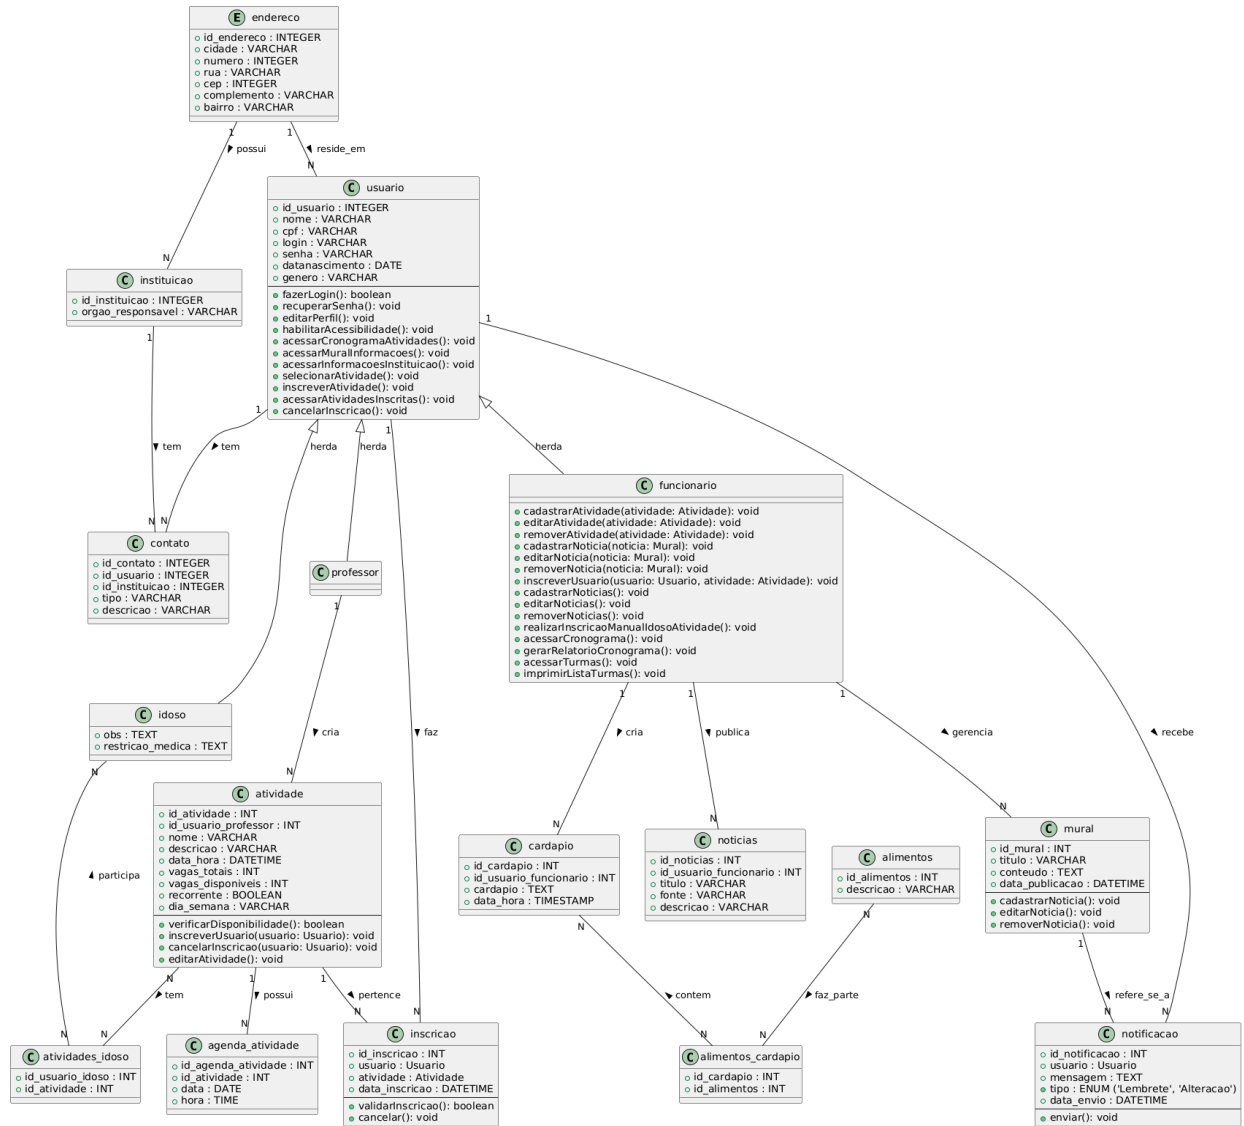 E endereco
id_endereco : INTEGER
cidade : VARCHAR
numero : INTEGER
rua : VARCHAR
cep : INTEGER
complemento : VARCHAR
bairro : VARCHAR
1
1
possui
reside_em
N
C usuario
id_usuario : INTEGER
nome : VARCHAR
cpf : VARCHAR
login : VARCHAR
senha : VARCHAR
datanascimento : DATE
genero : VARCHAR
fazerLogin(): boolean
recuperarSenha(): void
editarPerfil(): void
habilitarAcessibilidade(): void
acessarCronogramaAtividades(): void
acessarMuralInformacoes(): void
acessarInformacoesInstituicao(): void
selecionarAtividade(): void
inscreverAtividade(): void
acessarAtividadesInscritas(): void
cancelarInscricao(): void
N
C instituicao
id_instituicao : INTEGER
orgao_responsavel : VARCHAR
1
1
1
1
tem
tem
herda
herda
herda
N
N
C contato
id_contato : INTEGER
id_usuario : INTEGER
id_instituicao : INTEGER
tipo : VARCHAR
descricao : VARCHAR
C professor
1
C funcionario
cadastrarAtividade(atividade: Atividade): void
editarAtividade(atividade: Atividade): void
removerAtividade(atividade: Atividade): void
cadastrarNoticia(noticia: Mural): void
editarNoticia(noticia: Mural): void
removerNoticia(noticia: Mural): void
inscreverUsuario(usuario: Usuario, atividade: Atividade): void
cadastrarNoticias(): void
editarNoticias(): void
removerNoticias(): void
realizarInscricaoManualIdosoAtividade(): void
acessarCronograma(): void
gerarRelatorioCronograma(): void
acessarTurmas(): void
imprimirListaTurmas(): void
1
1
1
C idoso
obs : TEXT
restricao_medica : TEXT
N
cria
faz
cria
publica
gerencia
recebe
N
C atividade
id_atividade : INT
id_usuario_professor : INT
nome : VARCHAR
descricao : VARCHAR
data_hora : DATETIME
vagas_totais : INT
vagas_disponiveis : INT
recorrente : BOOLEAN
dia_semana : VARCHAR
verificarDisponibilidade(): boolean
inscreverUsuario(usuario: Usuario): void
cancelarInscricao(usuario: Usuario): void
editarAtividade(): void
participa
N
C cardapio
id_cardapio : INT
id_usuario_funcionario : INT
cardapio : TEXT
data_hora : TIMESTAMP
N
N
C noticias
id_noticias : INT
id_usuario_funcionario : INT
titulo : VARCHAR
fonte : VARCHAR
descricao : VARCHAR
C alimentos
id_alimentos : INT
descricao : VARCHAR
N
N
C mural
id_mural : INT
titulo : VARCHAR
conteudo : TEXT
data_publicacao : DATETIME
cadastrarNoticia(): void
editarNoticia(): void
removerNoticia(): void
1
N
1
1
tem
possui
pertence
contem
faz_parte
refere_se_a
N
N
N
N
N
N
N
N
N
C atividades_idoso
id_usuario_idoso : INT
id_atividade : INT
C agenda_atividade
id_agenda_atividade : INT
id_atividade : INT
data : DATE
hora : TIME
C inscricao
id_inscricao : INT
usuario : Usuario
atividade : Atividade
data_inscricao : DATETIME
validarInscricao(): boolean
cancelar(): void
C alimentos_cardapio
id_cardapio : INT
id_alimentos : INT
C notificacao
id_notificacao : INT
usuario : Usuario
mensagem : TEXT
tipo : ENUM ('Lembrete', 'Alteracao')
data_envio : DATETIME
enviar(): void